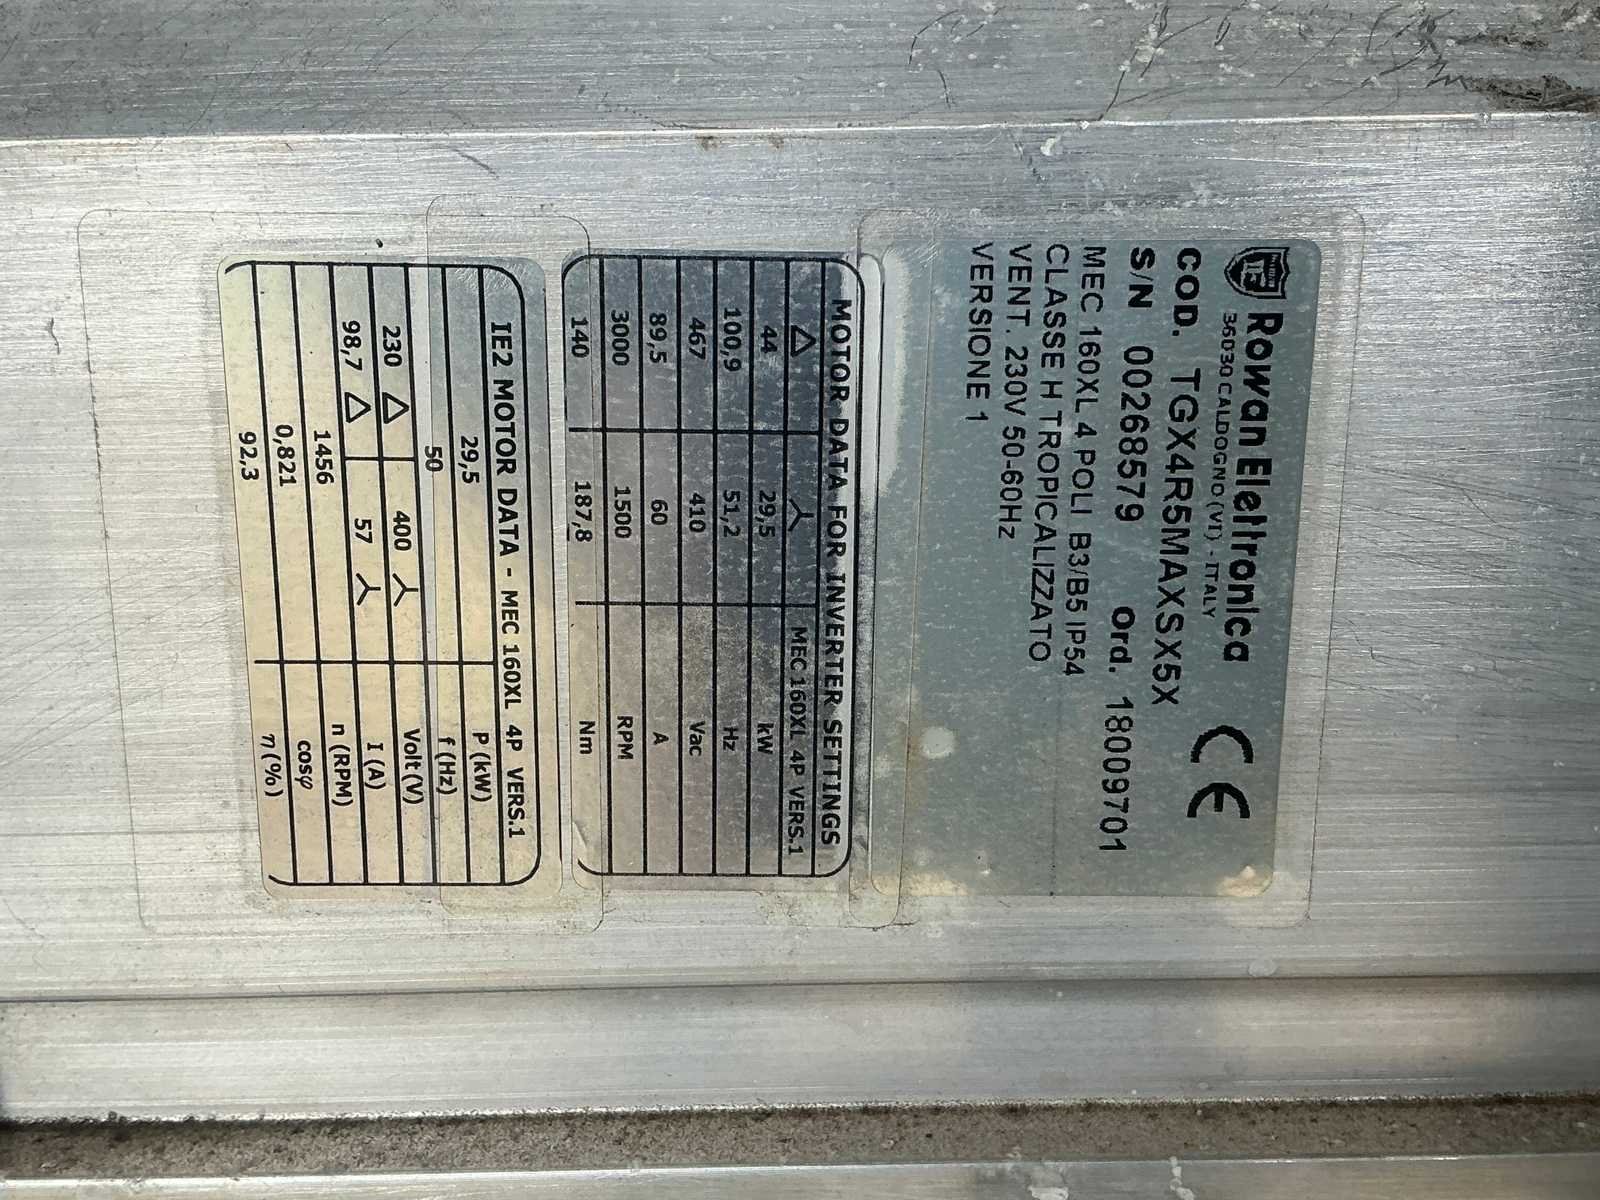 Rowan Elettronica
36030 CALDOGNO (VI) - ITALY
CE
COD. TGX4R5MAXSX5X
S/N 00268579 Ord. 18009701
MEC 160XL 4 POLI B3/B5 IP54
CLASSE H TROPICALIZZATO
VENT. 230V 50-60Hz
VERSIONE 1
MOTOR DATA FOR INVERTER SETTINGS
△ Y MEC 160XL 4P VERS.1
44 29,5 kW
100,9 51,2 Hz
467 410 Vac
89,5 60 A
3000 1500 RPM
140 187,8 Nm
IE2 MOTOR DATA - MEC 160XL 4P VERS.1
29,5 P (kW)
50 f (Hz)
230 △ 400 Y Volt (V)
98,7 △ 57 Y I (A)
1456 n (RPM)
0,821 cosφ
92,3 η (%)